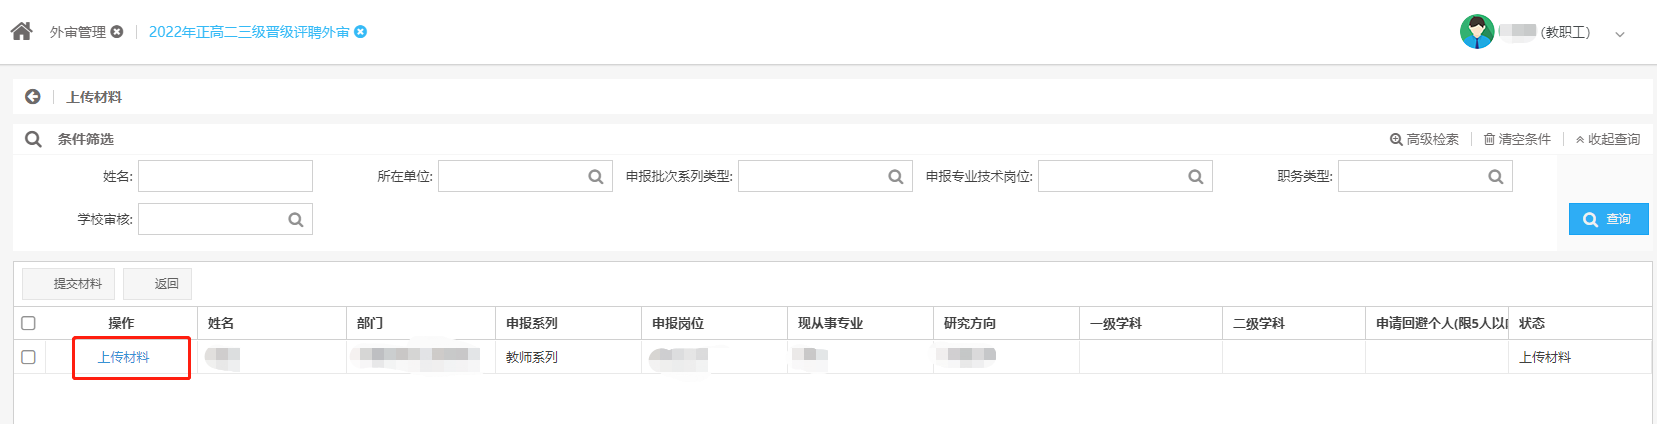 外审管理 2022年正高二三级晋级评聘外审 (教职工)
上传材料
条件筛选 高级检索 清空条件 收起查询
姓名: 所在单位: 申报批次系列类型: 申报专业技术岗位: 职务类型:
学校审核: 查询
提交材料 返回
操作 姓名 部门 申报系列 申报岗位 现从事专业 研究方向 一级学科 二级学科 申请回避个人(限5人以 状态
上传材料 教师系列 上传材料